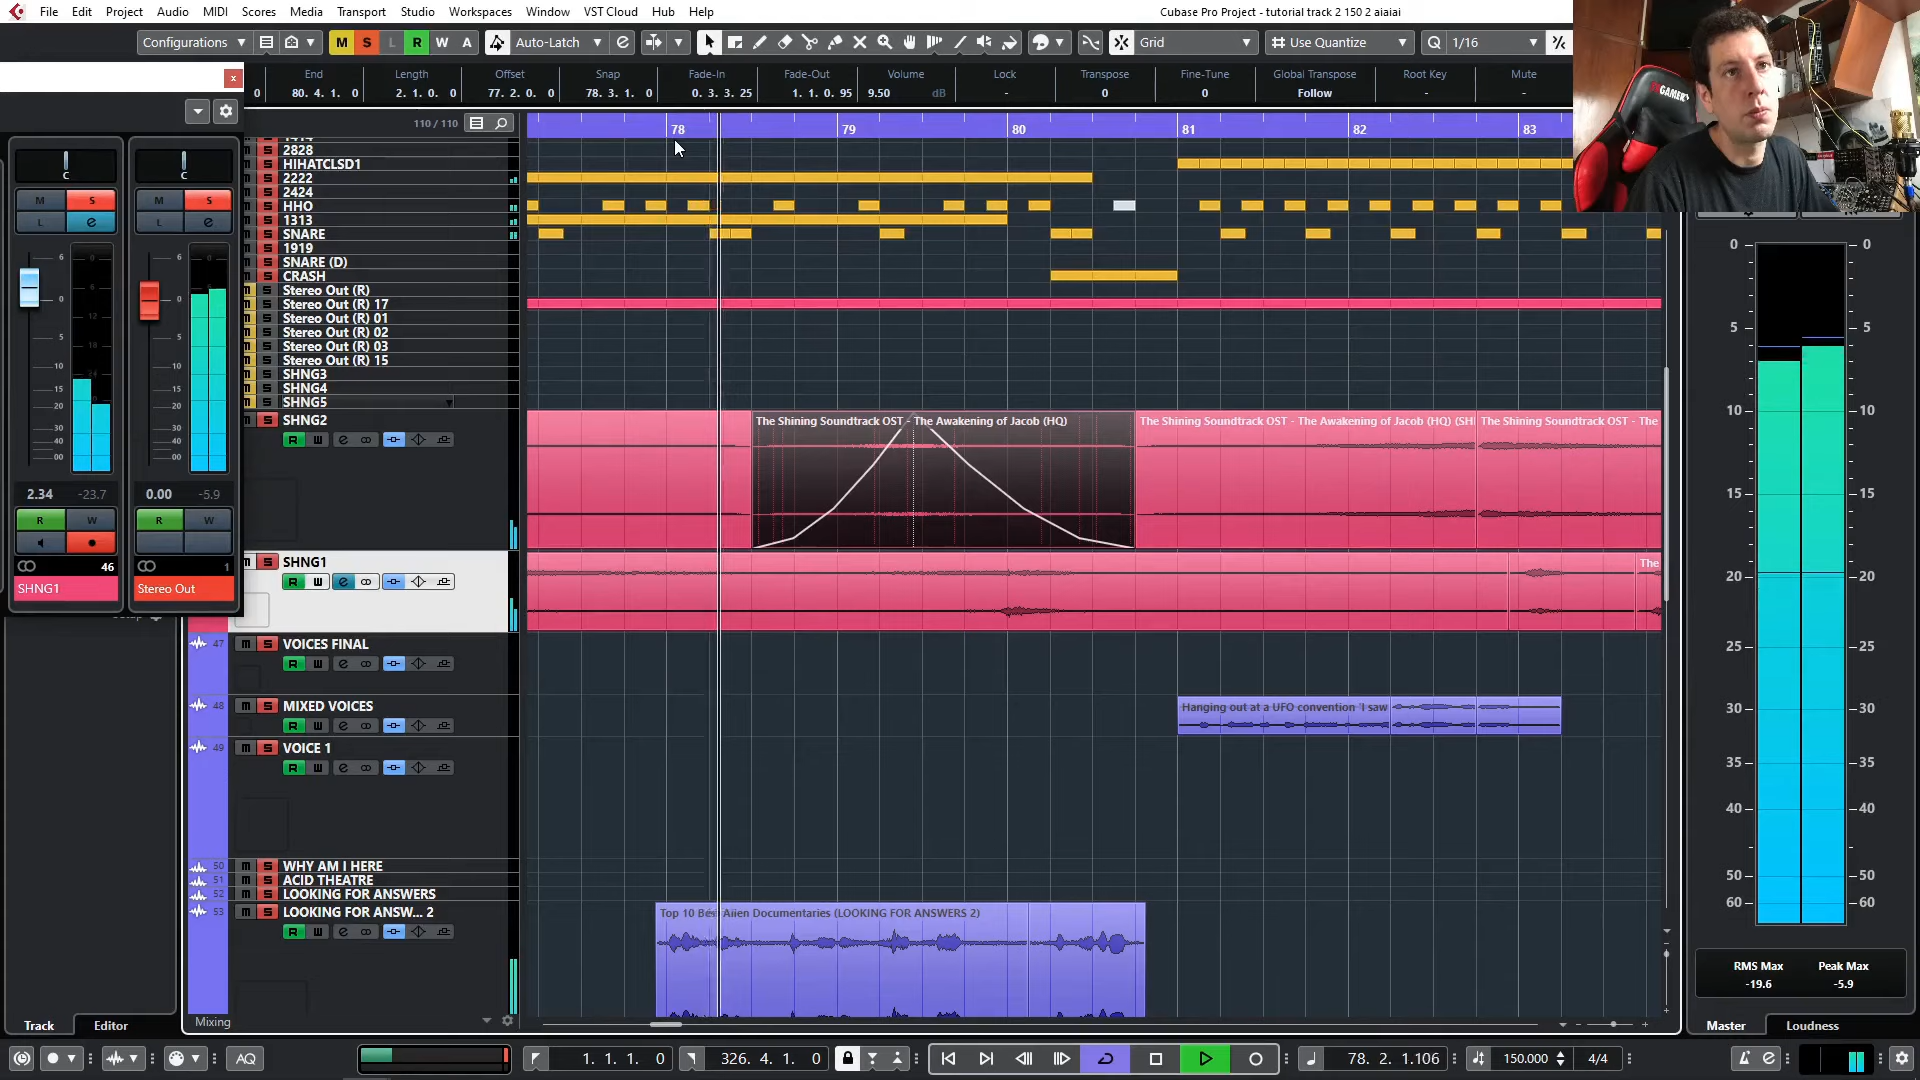 File Edit Project Audio MIDI Scores Media Transport Studio Workspaces Window VST Cloud Hub Help
Cubase Pro Project - tutorial track 2 150 2 aiaiai
Configurations M S L R W A Auto-Latch Grid Use Quantize Q 1/16
End Length Offset Snap Fade-In Fade-Out Volume Lock Transpose Fine-Tune Global Transpose Root Key Mute
0 80. 4. 1. 0 2. 1. 0. 0 77. 2. 0. 0 78. 3. 1. 0 0. 3. 3. 25 1. 1. 0. 95 9.50 dB - 0 0 Follow - -
110 / 110
78 79 80 81 82 83
2828
HIHATCLSD1
2222
2424
HHO
1313
SNARE
1919
SNARE (D)
CRASH
Stereo Out (R)
Stereo Out (R) 17
Stereo Out (R) 01
Stereo Out (R) 02
Stereo Out (R) 03
Stereo Out (R) 15
SHNG3
SHNG4
SHNG5
SHNG2
The Shining Soundtrack OST - The Awakening of Jacob (HQ)
The Shining Soundtrack OST - The Awakening of Jacob (HQ) (SH
The Shining Soundtrack OST - The
SHNG1
The
47 VOICES FINAL
48 MIXED VOICES
Hanging out at a UFO convention 'I saw
49 VOICE 1
50 WHY AM I HERE
51 ACID THEATRE
52 LOOKING FOR ANSWERS
53 LOOKING FOR ANSW... 2
Top 10 Best Alien Documentaries (LOOKING FOR ANSWERS 2)
C C
M S M S
L e L e
2.34 -23.7 0.00 -5.9
R W R W
46 1
SHNG1 Stereo Out
Track Editor
Mixing
0 0
5 5
10 10
15 15
20 20
25 25
30 30
35 35
40 40
50 50
60 60
RMS Max Peak Max
-19.6 -5.9
Master Loudness
AQ 1. 1. 1. 0 326. 4. 1. 0 78. 2. 1.106 150.000 4/4